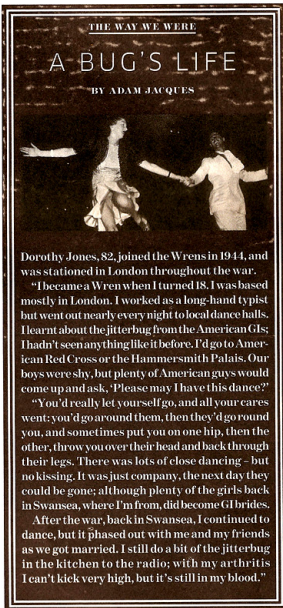 THE WAY WE WERE
A BUG'S LIFE
BY ADAM JACQUES
Dorothy Jones, 82, joined the Wrens in 1944, and
was stationed in London throughout the war.
“I became a Wren when I turned 18. I was based
mostly in London. I worked as a long-hand typist
but went out nearly every night to local dance halls.
I learnt about the jitterbug from the American GIs;
I hadn't seen anything like it before. I'd go to Amer-
ican Red Cross or the Hammersmith Palais. Our
boys were shy, but plenty of American guys would
come up and ask, ‘Please may I have this dance?’
“You'd really let yourself go, and all your cares
went: you'd go around them, then they'd go round
you, and sometimes put you on one hip, then the
other, throw you over their head and back through
their legs. There was lots of close dancing – but
no kissing. It was just company, the next day they
could be gone; although plenty of the girls back
in Swansea, where I'm from, did become GI brides.
After the war, back in Swansea, I continued to
dance, but it phased out with me and my friends
as we got married. I still do a bit of the jitterbug
in the kitchen to the radio; with my arthritis
I can't kick very high, but it's still in my blood.”